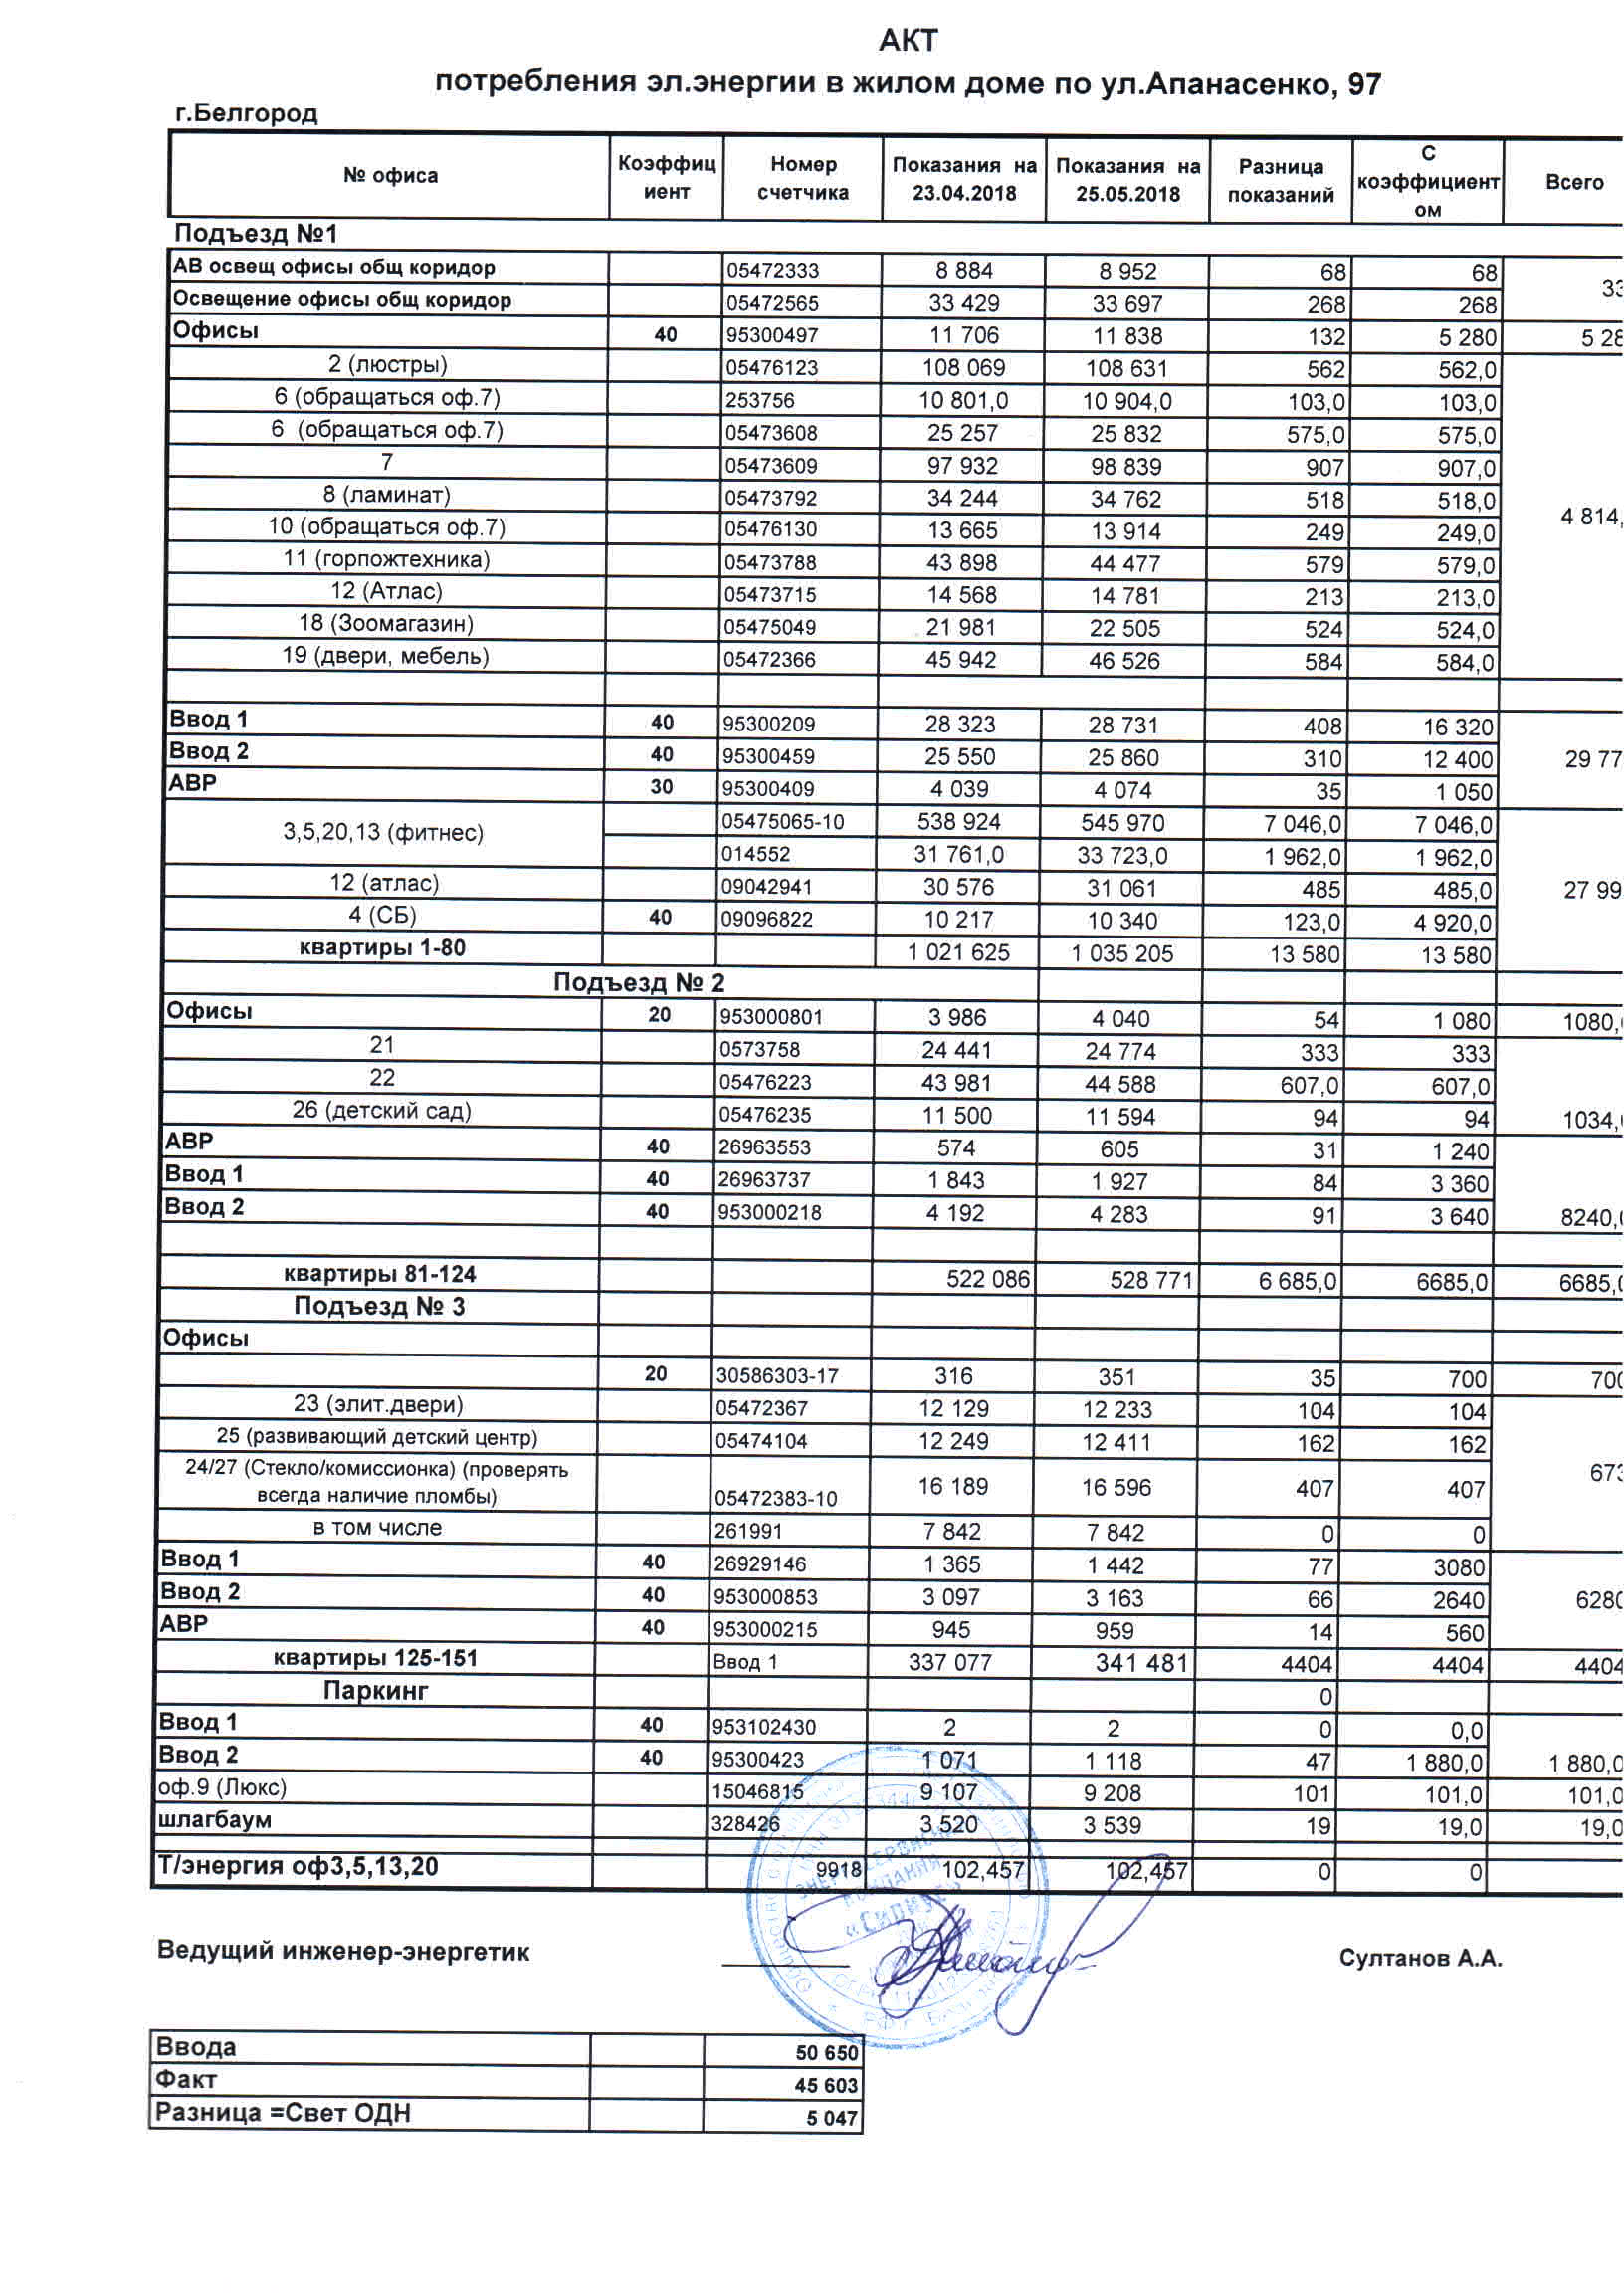 АКТ
потребления эл.энергии в жилом доме по ул.Апанасенко, 97
г.Белгород
№ офиса Коэффиц иент Номер счетчика Показания на 23.04.2018 Показания на 25.05.2018 Разница показаний С коэффициент ом Всего
Подъезд №1
АВ освещ офисы общ коридор 05472333 8 884 8 952 68 68
33
Освещение офисы общ коридор 05472565 33 429 33 697 268 268
Офисы 40 95300497 11 706 11 838 132 5 280 5 28
2 (люстры) 05476123 108 069 108 631 562 562,0
6 (обращаться оф.7) 253756 10 801,0 10 904,0 103,0 103,0
6 (обращаться оф.7) 05473608 25 257 25 832 575,0 575,0
7 05473609 97 932 98 839 907 907,0
8 (ламинат) 05473792 34 244 34 762 518 518,0
4 814,
10 (обращаться оф.7) 05476130 13 665 13 914 249 249,0
11 (горпожтехника) 05473788 43 898 44 477 579 579,0
12 (Атлас) 05473715 14 568 14 781 213 213,0
18 (Зоомагазин) 05475049 21 981 22 505 524 524,0
19 (двери, мебель) 05472366 45 942 46 526 584 584,0
Ввод 1 40 95300209 28 323 28 731 408 16 320
Ввод 2 40 95300459 25 550 25 860 310 12 400 29 77
АВР 30 95300409 4 039 4 074 35 1 050
3,5,20,13 (фитнес) 05475065-10 538 924 545 970 7 046,0 7 046,0
014552 31 761,0 33 723,0 1 962,0 1 962,0
12 (атлас) 09042941 30 576 31 061 485 485,0 27 99
4 (СБ) 40 09096822 10 217 10 340 123,0 4 920,0
квартиры 1-80 1 021 625 1 035 205 13 580 13 580
Подъезд № 2
Офисы 20 953000801 3 986 4 040 54 1 080 1080,
21 0573758 24 441 24 774 333 333
22 05476223 43 981 44 588 607,0 607,0
26 (детский сад) 05476235 11 500 11 594 94 94 1034,
АВР 40 26963553 574 605 31 1 240
Ввод 1 40 26963737 1 843 1 927 84 3 360
Ввод 2 40 953000218 4 192 4 283 91 3 640 8240,
квартиры 81-124 522 086 528 771 6 685,0 6685,0 6685,
Подъезд № 3
Офисы
20 30586303-17 316 351 35 700 700
23 (элит.двери) 05472367 12 129 12 233 104 104
25 (развивающий детский центр) 05474104 12 249 12 411 162 162
673
24/27 (Стекло/комиссионка) (проверять всегда наличие пломбы) 05472383-10 16 189 16 596 407 407
в том числе 261991 7 842 7 842 0 0
Ввод 1 40 26929146 1 365 1 442 77 3080
Ввод 2 40 953000853 3 097 3 163 66 2640 6280
АВР 40 953000215 945 959 14 560
квартиры 125-151 Ввод 1 337 077 341 481 4404 4404 4404
Паркинг 0
Ввод 1 40 953102430 2 2 0 0,0
Ввод 2 40 95300423 1 071 1 118 47 1 880,0 1 880,0
оф.9 (Люкс) 15046815 9 107 9 208 101 101,0 101,0
шлагбаум 328426 3 520 3 539 19 19,0 19,0
Т/энергия оф3,5,13,20 9918 102,457 102,457 0 0
Ведущий инженер-энергетик Султанов А.А.
Ввода 50 650
Факт 45 603
Разница =Свет ОДН 5 047